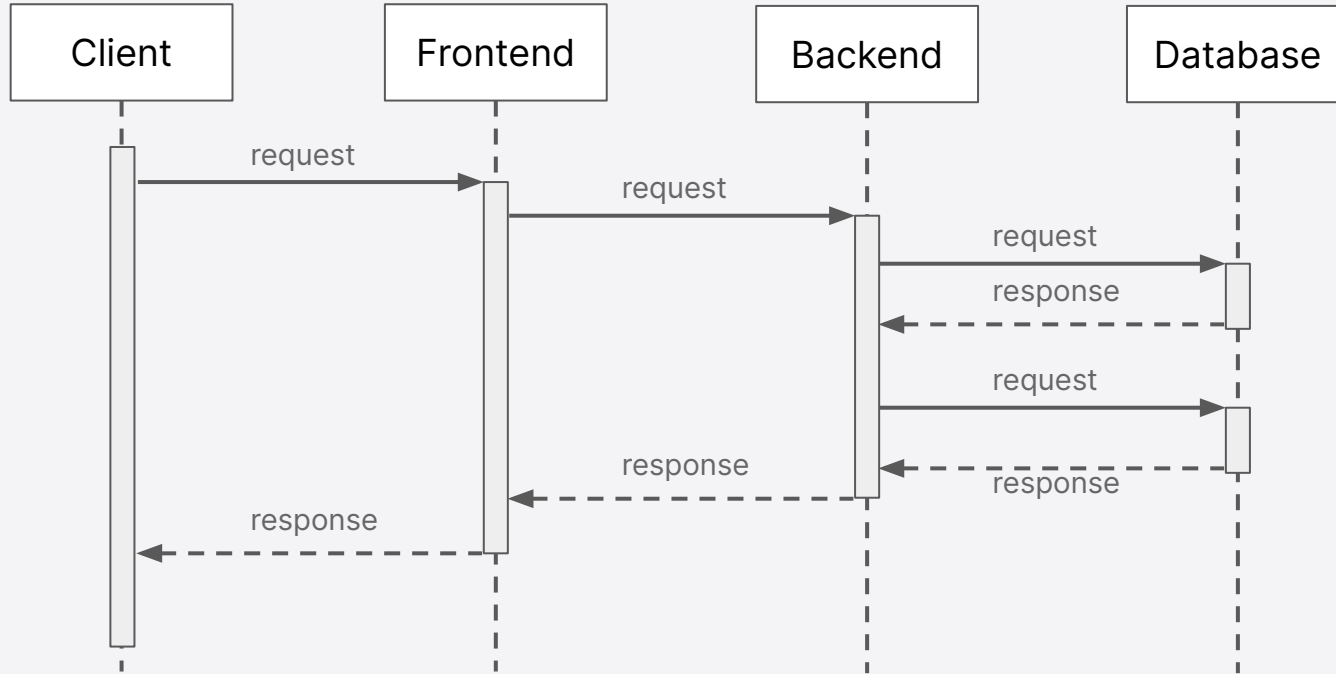 Client
Frontend
Backend
Database
request
request
request
response
request
response
response
response